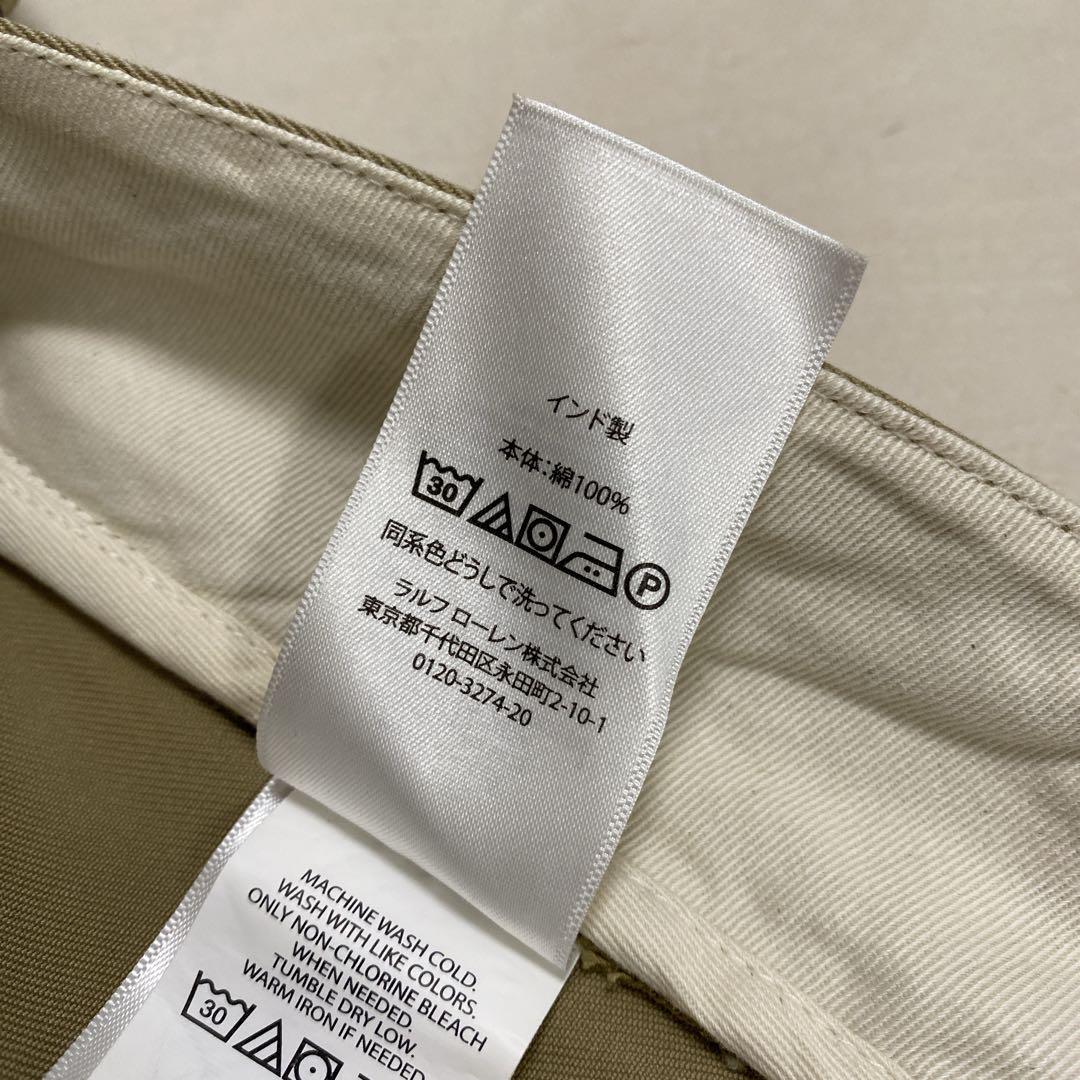 インド製
本体：綿100%
30 P
同系色どうしで洗ってください
ラルフ ローレン株式会社
東京都千代田区永田町2-10-1
0120-3274-20
MACHINE WASH COLD.
WASH WITH LIKE COLORS.
ONLY NON-CHLORINE BLEACH
WHEN NEEDED.
TUMBLE DRY LOW.
WARM IRON IF NEEDED
30